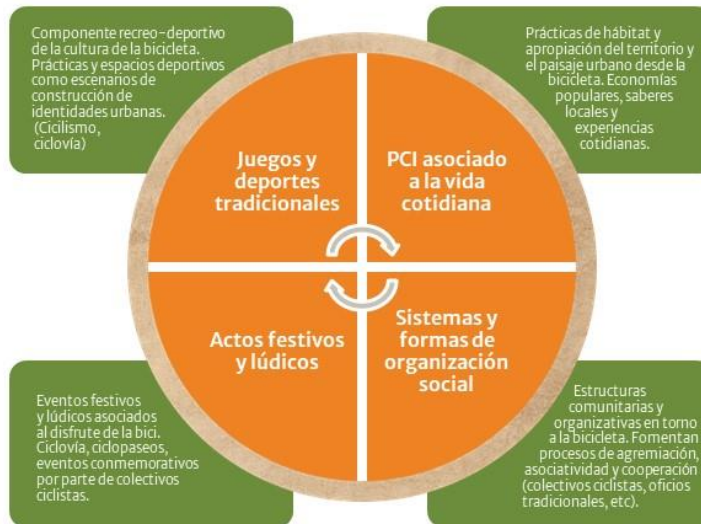 Componente recreo-deportivo
de la cultura de la bicicleta.
Prácticas y espacios deportivos
como escenarios de
construcción de
identidades urbanas.
(Cicilismo,
ciclovía)
Prácticas de hábitat y
apropiación del territorio y
el paisaje urbano desde la
bicicleta. Economías
populares, saberes
locales y
experiencias
cotidianas.
Juegos y
deportes
tradicionales
PCI asociado
a la vida
cotidiana
Actos festivos
y lúdicos
Sistemas y
formas de
organización
social
Eventos festivos
y lúdicos asociados
al disfrute de la bici.
Ciclovía, ciclopaseos,
eventos conmemorativos
por parte de colectivos
ciclistas.
Estructuras
comunitarias y
organizativas en torno
a la bicicleta. Fomentan
procesos de agremiación,
asociatividad y cooperación
(colectivos ciclistas, oficios
tradicionales, etc).